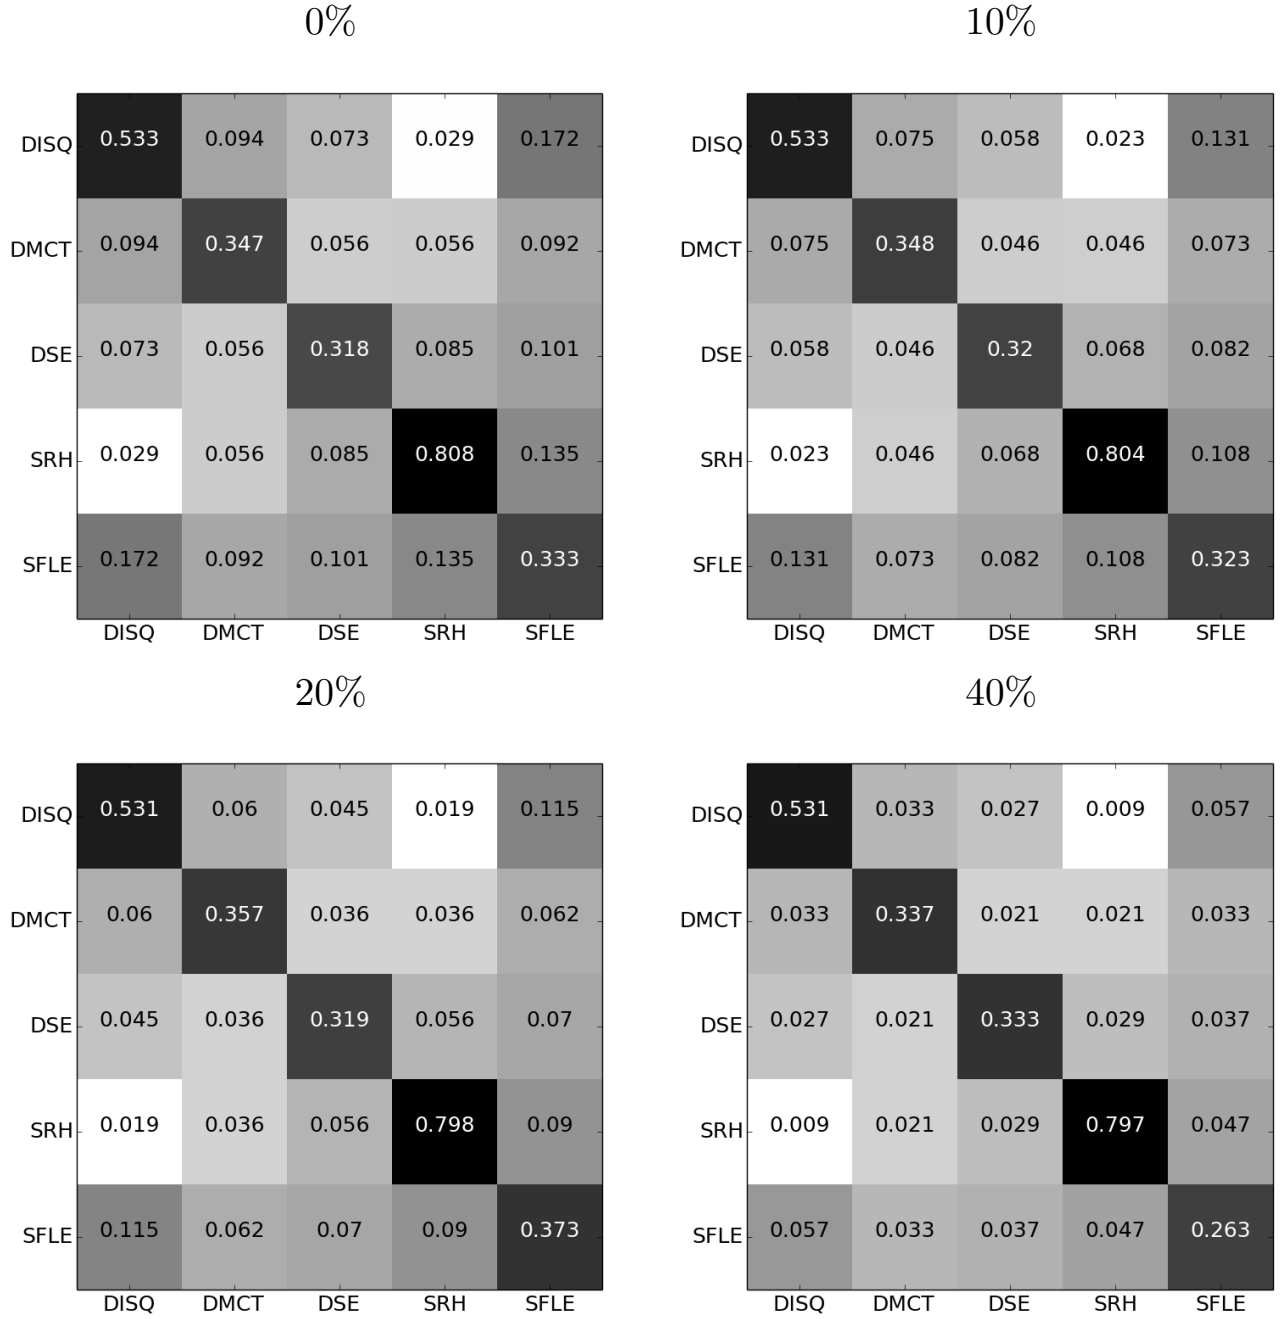 0%
DISQ 0.533 0.094 0.073 0.029 0.172
DMCT 0.094 0.347 0.056 0.056 0.092
DSE 0.073 0.056 0.318 0.085 0.101
SRH 0.029 0.056 0.085 0.808 0.135
SFLE 0.172 0.092 0.101 0.135 0.333
DISQ DMCT DSE SRH SFLE
10%
DISQ 0.533 0.075 0.058 0.023 0.131
DMCT 0.075 0.348 0.046 0.046 0.073
DSE 0.058 0.046 0.32 0.068 0.082
SRH 0.023 0.046 0.068 0.804 0.108
SFLE 0.131 0.073 0.082 0.108 0.323
DISQ DMCT DSE SRH SFLE
20%
DISQ 0.531 0.06 0.045 0.019 0.115
DMCT 0.06 0.357 0.036 0.036 0.062
DSE 0.045 0.036 0.319 0.056 0.07
SRH 0.019 0.036 0.056 0.798 0.09
SFLE 0.115 0.062 0.07 0.09 0.373
DISQ DMCT DSE SRH SFLE
40%
DISQ 0.531 0.033 0.027 0.009 0.057
DMCT 0.033 0.337 0.021 0.021 0.033
DSE 0.027 0.021 0.333 0.029 0.037
SRH 0.009 0.021 0.029 0.797 0.047
SFLE 0.057 0.033 0.037 0.047 0.263
DISQ DMCT DSE SRH SFLE